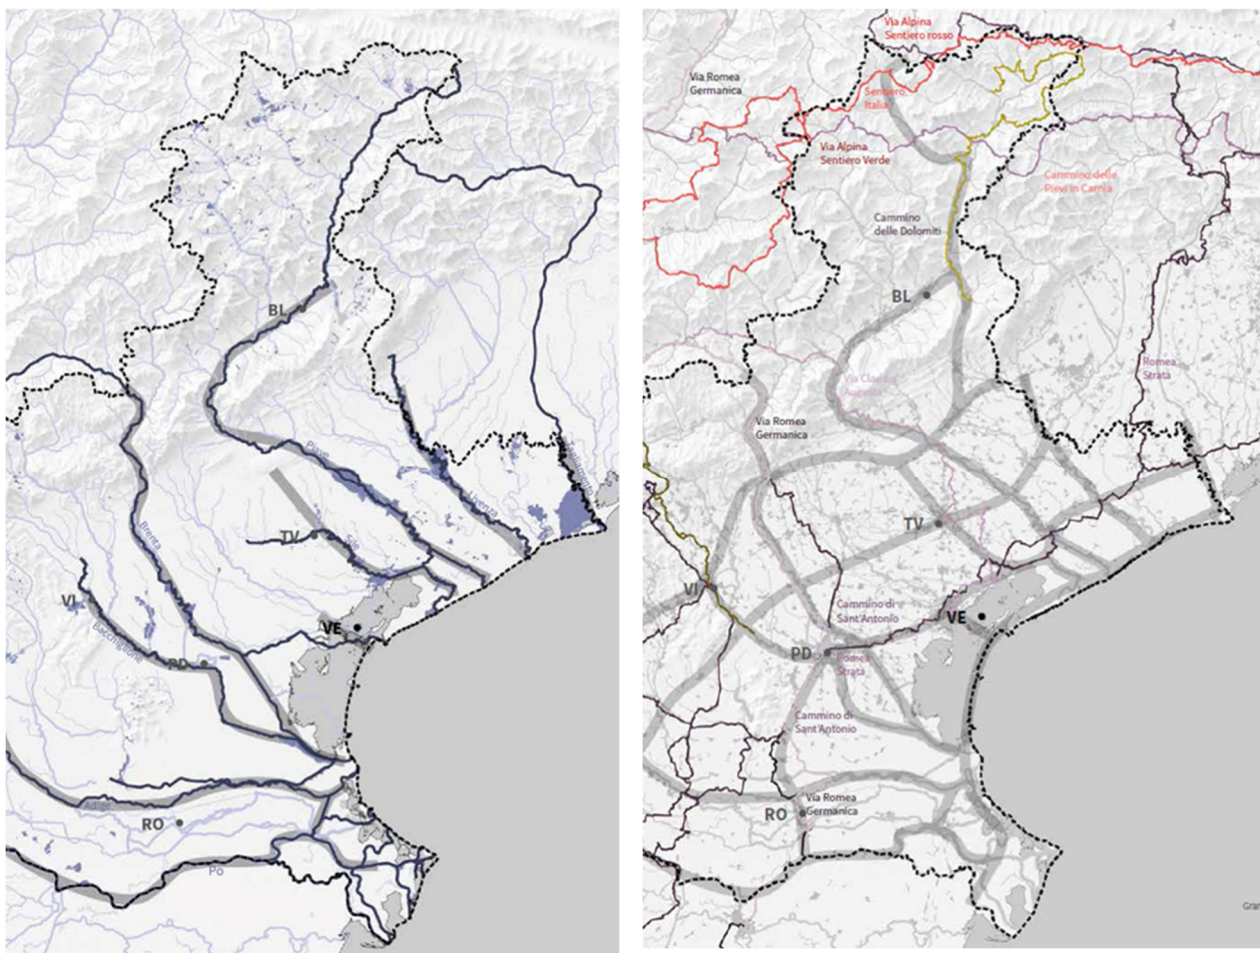 BL
Piave
Livenza
Tagliamento
TV
Sile
Brenta
VI
Bacchiglione
VE
PD
Adige
RO
Po
Via Alpina
Sentiero rosso
Via Romea
Germanica
Sentiero
Italia
Via Alpina
Sentiero Verde
Cammino delle
Pievi in Carnia
Cammino
delle Dolomiti
BL
Romea
Strata
Via Claudia
Augusta
Via Romea
Germanica
TV
VI
Cammino di
Sant'Antonio
VE
PD
Romea
Strata
Cammino di
Sant'Antonio
Via Romea
Germanica
RO
Gran